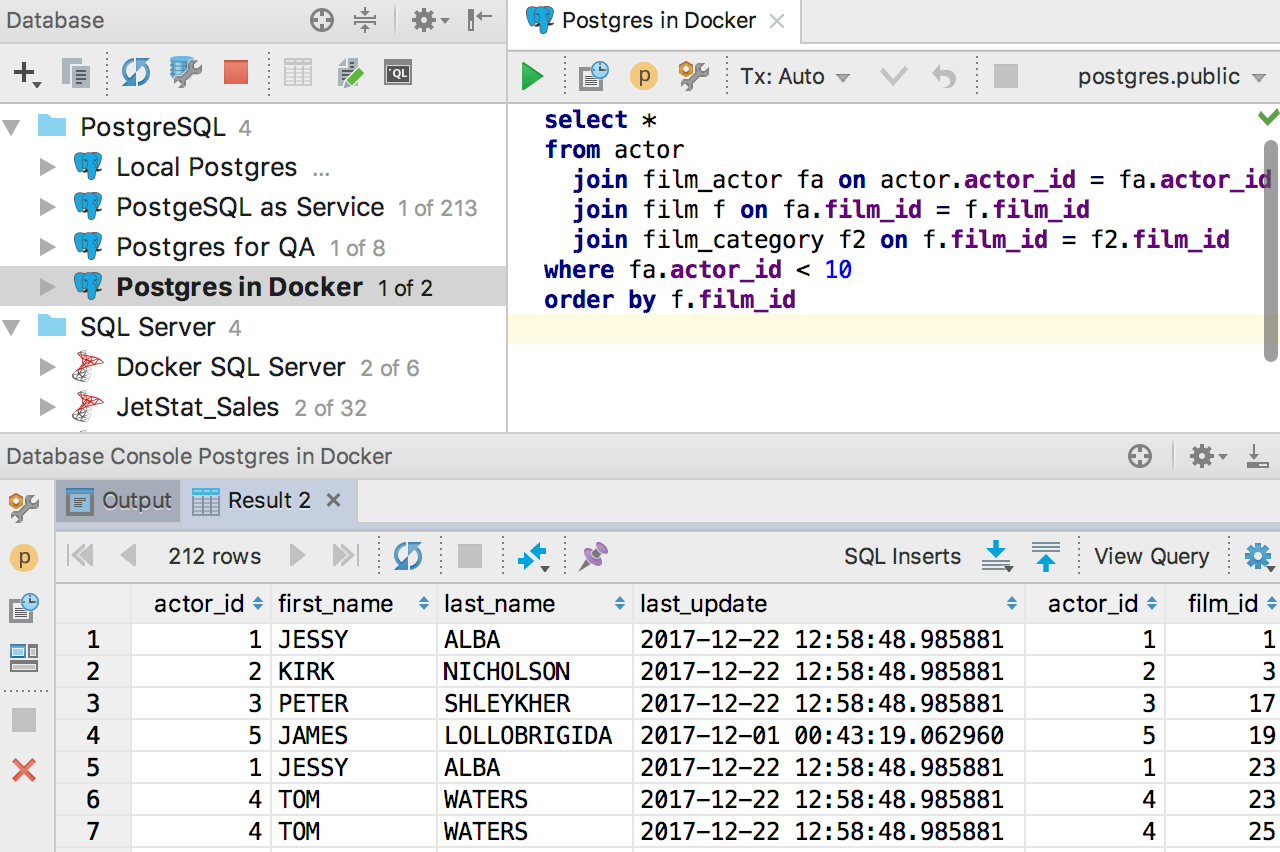 Database
Postgres in Docker
Tx: Auto
postgres.public
QL
p
PostgreSQL 4
Local Postgres ...
PostgeSQL as Service 1 of 213
Postgres for QA 1 of 8
Postgres in Docker 1 of 2
SQL Server 4
Docker SQL Server 2 of 6
JetStat_Sales 2 of 32
select *
from actor
join film_actor fa on actor.actor_id = fa.actor_id
join film f on fa.film_id = f.film_id
join film_category f2 on f.film_id = f2.film_id
where fa.actor_id < 10
order by f.film_id
Database Console Postgres in Docker
Output Result 2
p
212 rows SQL Inserts View Query
actor_id first_name last_name last_update actor_id film_id
1 1 JESSY ALBA 2017-12-22 12:58:48.985881 1 1
2 2 KIRK NICHOLSON 2017-12-22 12:58:48.985881 2 3
3 3 PETER SHLEYKHER 2017-12-22 12:58:48.985881 3 17
4 5 JAMES LOLLOBRIGIDA 2017-12-01 00:43:19.062960 5 19
5 1 JESSY ALBA 2017-12-22 12:58:48.985881 1 23
6 4 TOM WATERS 2017-12-22 12:58:48.985881 4 23
7 4 TOM WATERS 2017-12-22 12:58:48.985881 4 25